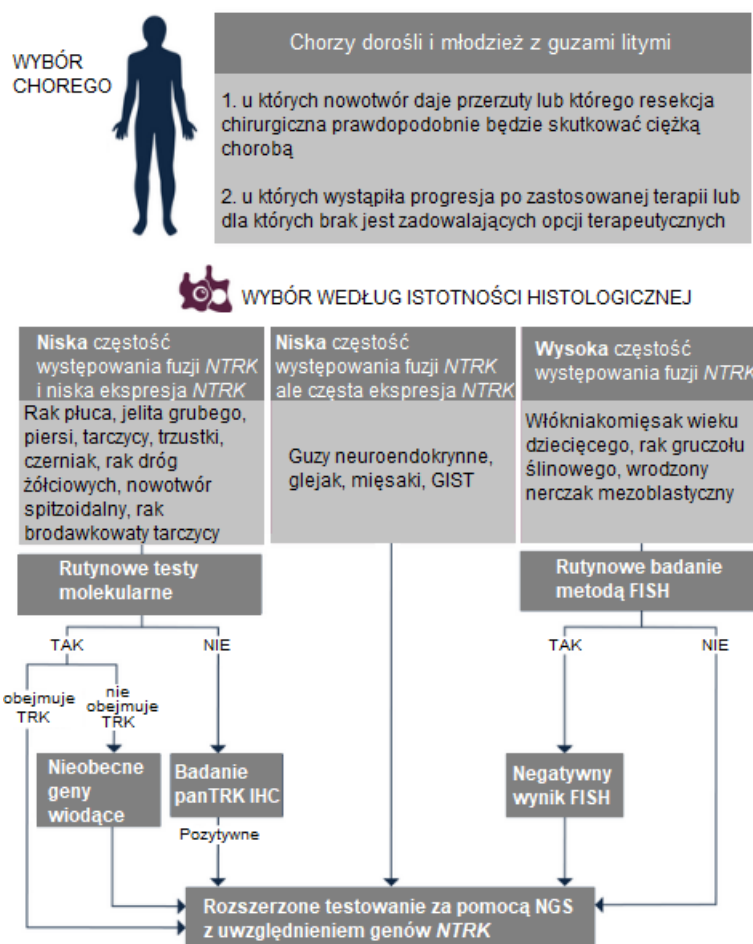 WYBÓR
CHOREGO
Chorzy dorośli i młodzież z guzami litymi
1. u których nowotwór daje przerzuty lub którego resekcja
chirurgiczna prawdopodobnie będzie skutkować ciężką
chorobą
2. u których wystąpiła progresja po zastosowanej terapii lub
dla których brak jest zadowalających opcji terapeutycznych
WYBÓR WEDŁUG ISTOTNOŚCI HISTOLOGICZNEJ
Niska częstość
występowania fuzji NTRK
i niska ekspresja NTRK
Rak płuca, jelita grubego,
piersi, tarczycy, trzustki,
czerniak, rak dróg
żółciowych, nowotwór
spitzoidalny, rak
brodawkowaty tarczycy
Niska częstość
występowania fuzji NTRK
ale częsta ekspresja NTRK
Guzy neuroendokrynne,
glejak, mięsaki, GIST
Wysoka częstość
występowania fuzji NTRK
Włókniakomięsak wieku
dziecięcego, rak gruczołu
ślinowego, wrodzony
nerczak mezoblastyczny
Rutynowe testy
molekularne
Rutynowe badanie
metodą FISH
TAK
NIE
TAK
NIE
obejmuje
TRK
nie
obejmuje
TRK
Nieobecne
geny
wiodące
Badanie
panTRK IHC
Negatywny
wynik FISH
Pozytywne
Rozszerzone testowanie za pomocą NGS
z uwzględnieniem genów NTRK